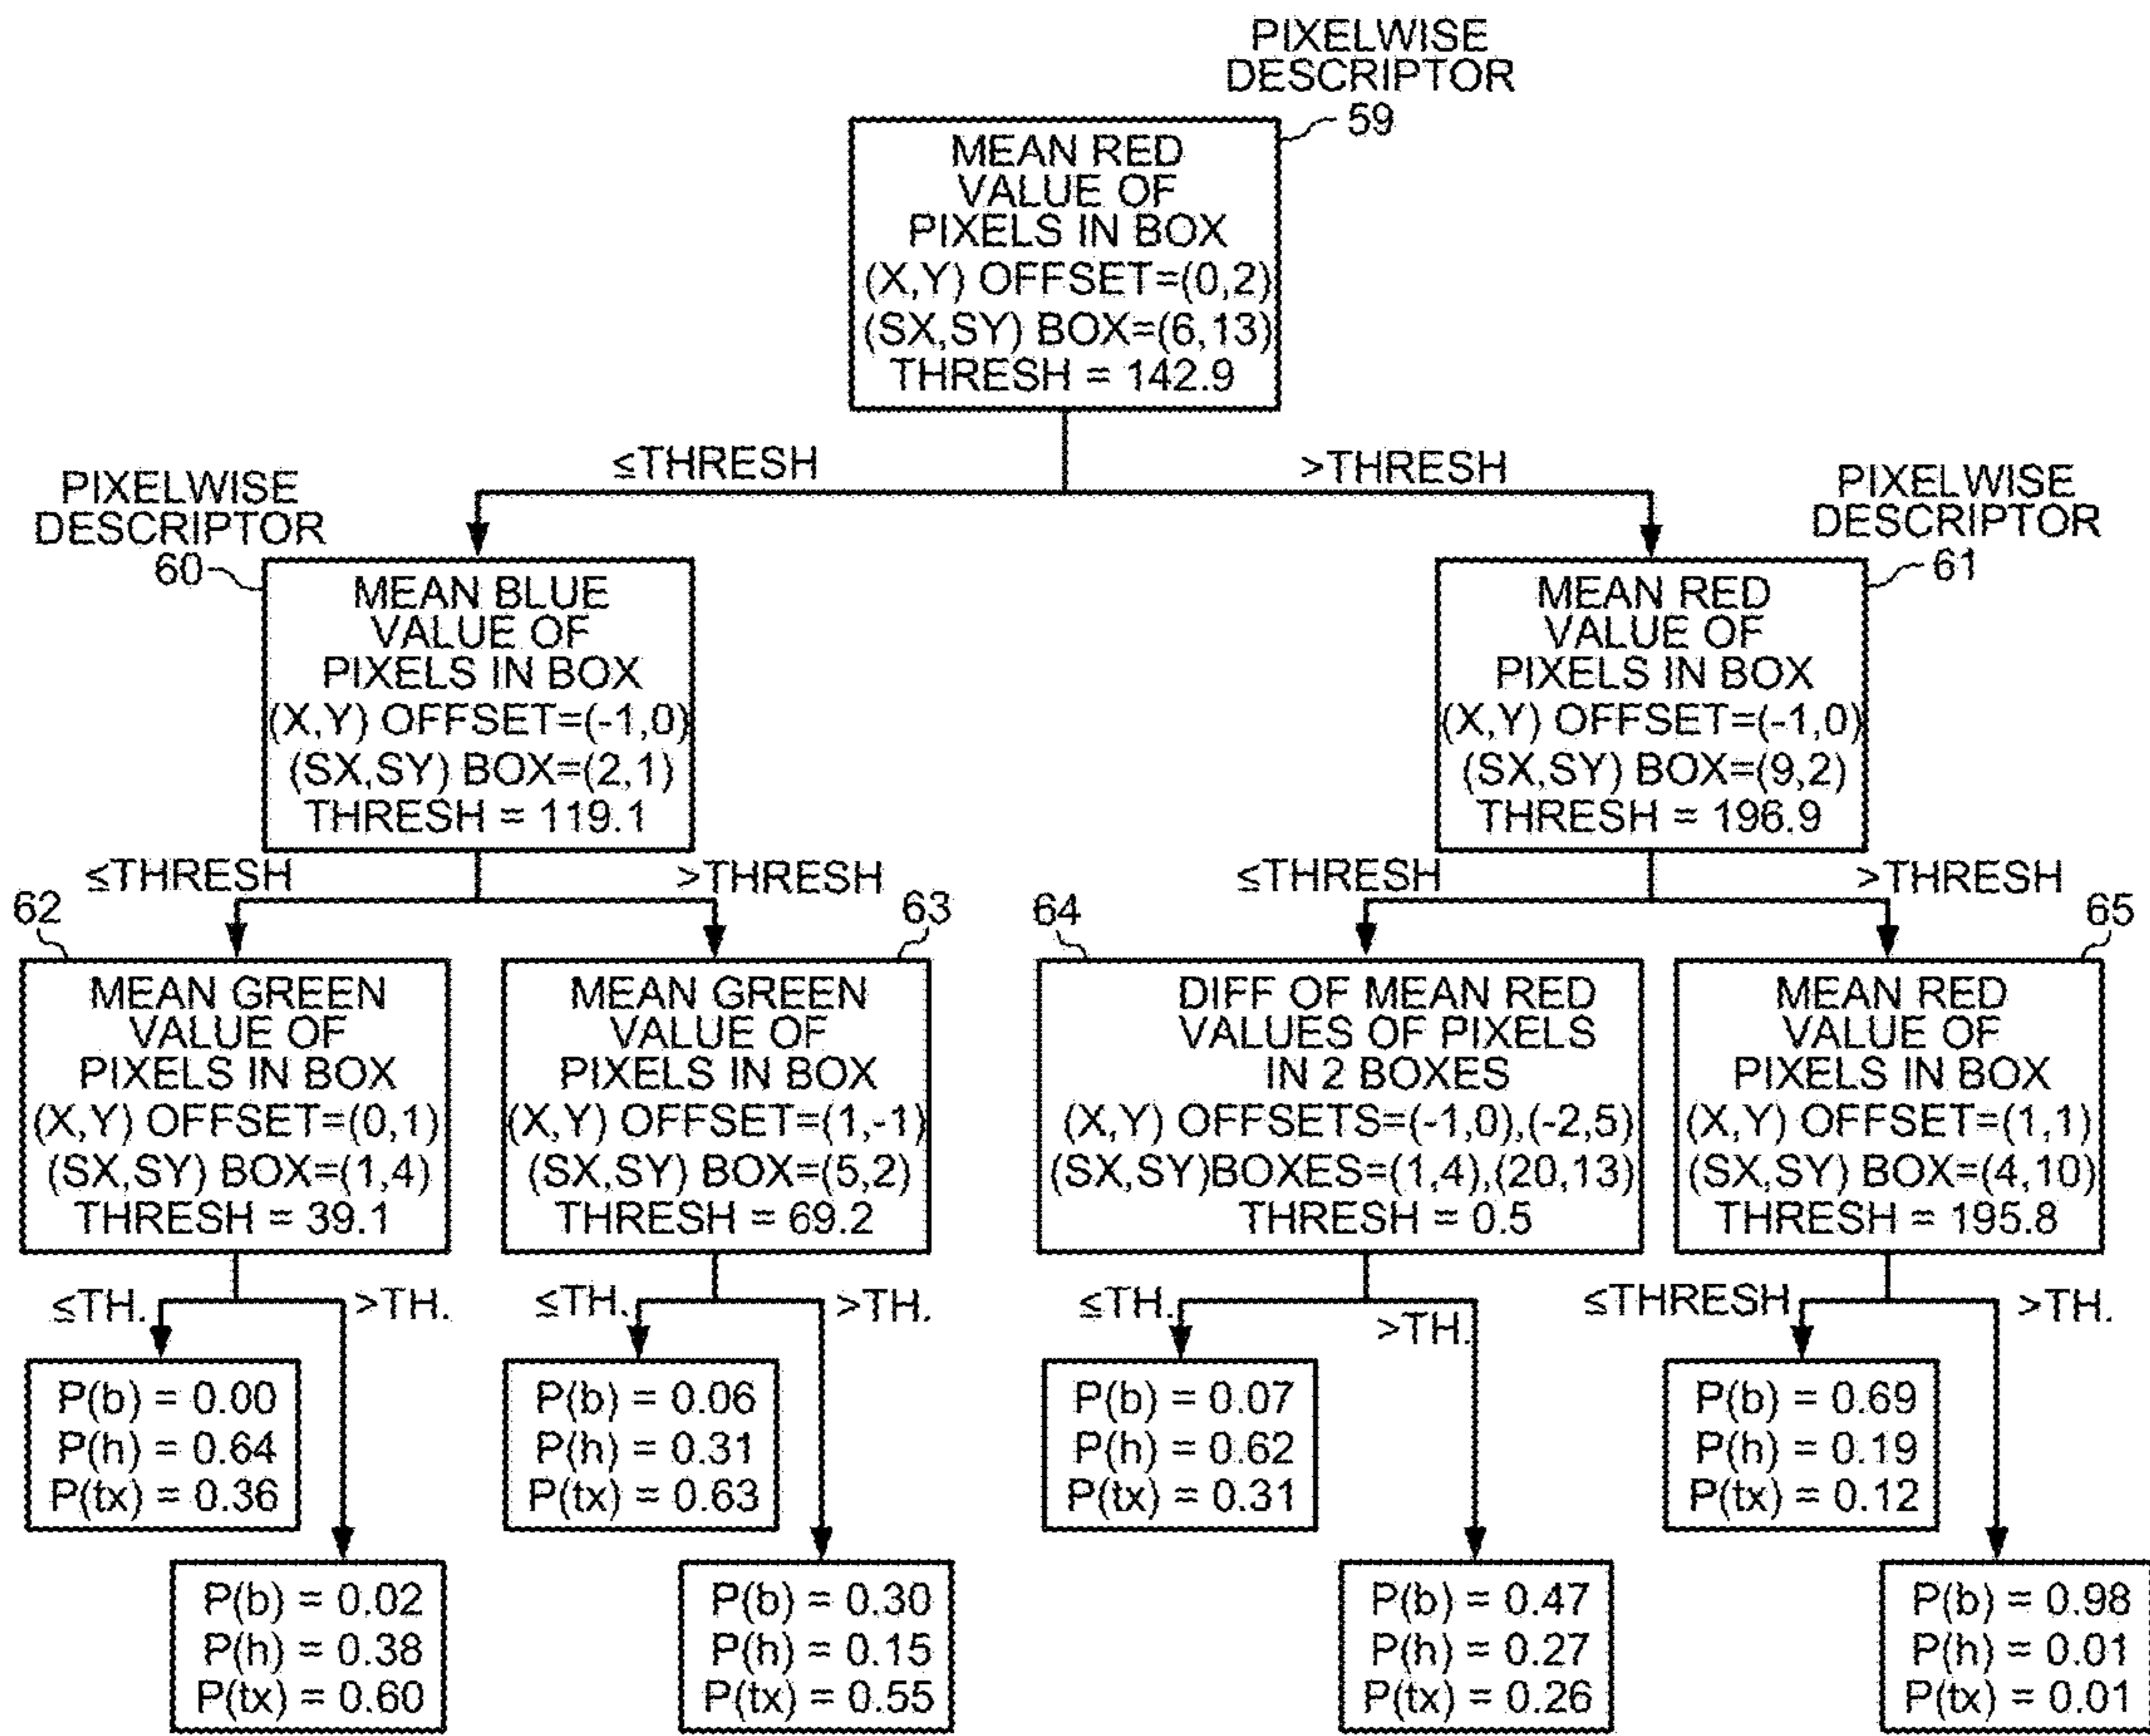 PIXELWISE
DESCRIPTOR
59
MEAN RED
VALUE OF
PIXELS IN BOX
(X,Y) OFFSET=(0,2)
(SX,SY) BOX=(6,13)
THRESH = 142.9
≤THRESH
>THRESH
PIXELWISE
DESCRIPTOR
60
MEAN BLUE
VALUE OF
PIXELS IN BOX
(X,Y) OFFSET=(-1,0)
(SX,SY) BOX=(2,1)
THRESH = 119.1
PIXELWISE
DESCRIPTOR
61
MEAN RED
VALUE OF
PIXELS IN BOX
(X,Y) OFFSET=(-1,0)
(SX,SY) BOX=(9,2)
THRESH = 196.9
≤THRESH
>THRESH
≤THRESH
>THRESH
62
MEAN GREEN
VALUE OF
PIXELS IN BOX
(X,Y) OFFSET=(0,1)
(SX,SY) BOX=(1,4)
THRESH = 39.1
63
MEAN GREEN
VALUE OF
PIXELS IN BOX
(X,Y) OFFSET=(1,-1)
(SX,SY) BOX=(5,2)
THRESH = 69.2
64
DIFF OF MEAN RED
VALUES OF PIXELS
IN 2 BOXES
(X,Y) OFFSETS=(-1,0),(-2,5)
(SX,SY)BOXES=(1,4),(20,13)
THRESH = 0.5
65
MEAN RED
VALUE OF
PIXELS IN BOX
(X,Y) OFFSET=(1,1)
(SX,SY) BOX=(4,10)
THRESH = 195.8
≤TH.
>TH.
≤TH.
>TH.
≤TH.
>TH.
≤THRESH
>TH.
P(b) = 0.00
P(h) = 0.64
P(tx) = 0.36
P(b) = 0.06
P(h) = 0.31
P(tx) = 0.63
P(b) = 0.07
P(h) = 0.62
P(tx) = 0.31
P(b) = 0.69
P(h) = 0.19
P(tx) = 0.12
P(b) = 0.02
P(h) = 0.38
P(tx) = 0.60
P(b) = 0.30
P(h) = 0.15
P(tx) = 0.55
P(b) = 0.47
P(h) = 0.27
P(tx) = 0.26
P(b) = 0.98
P(h) = 0.01
P(tx) = 0.01